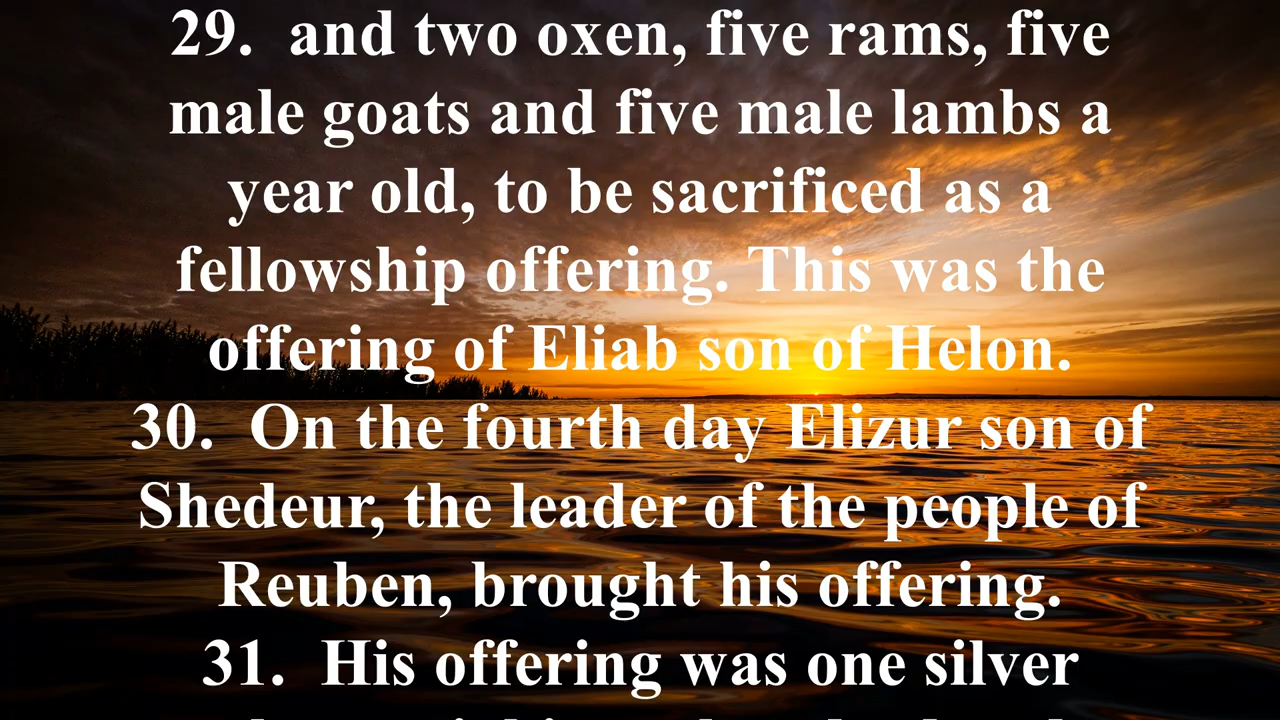 29.  and two oxen, five rams, five
male goats and five male lambs a
year old, to be sacrificed as a
fellowship offering. This was the
offering of Eliab son of Helon.
30.  On the fourth day Elizur son of
Shedeur, the leader of the people of
Reuben, brought his offering.
31.  His offering was one silver